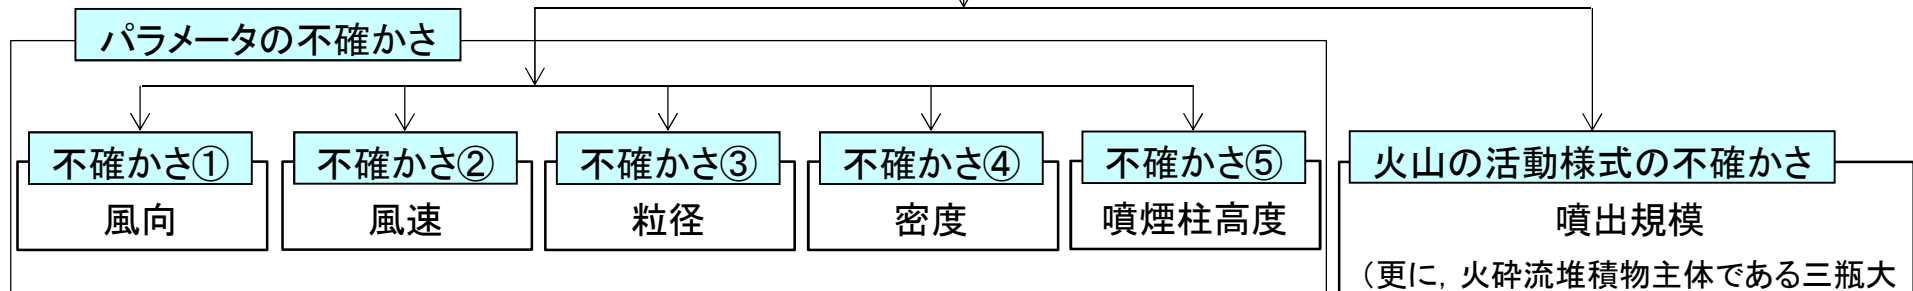 パラメータの不確かさ
不確かさ① 不確かさ② 不確かさ③ 不確かさ④ 不確かさ⑤ 火山の活動様式の不確かさ
風向 風速 粒径 密度 噴煙柱高度 噴出規模
（更に，火砕流堆積物主体である三瓶大